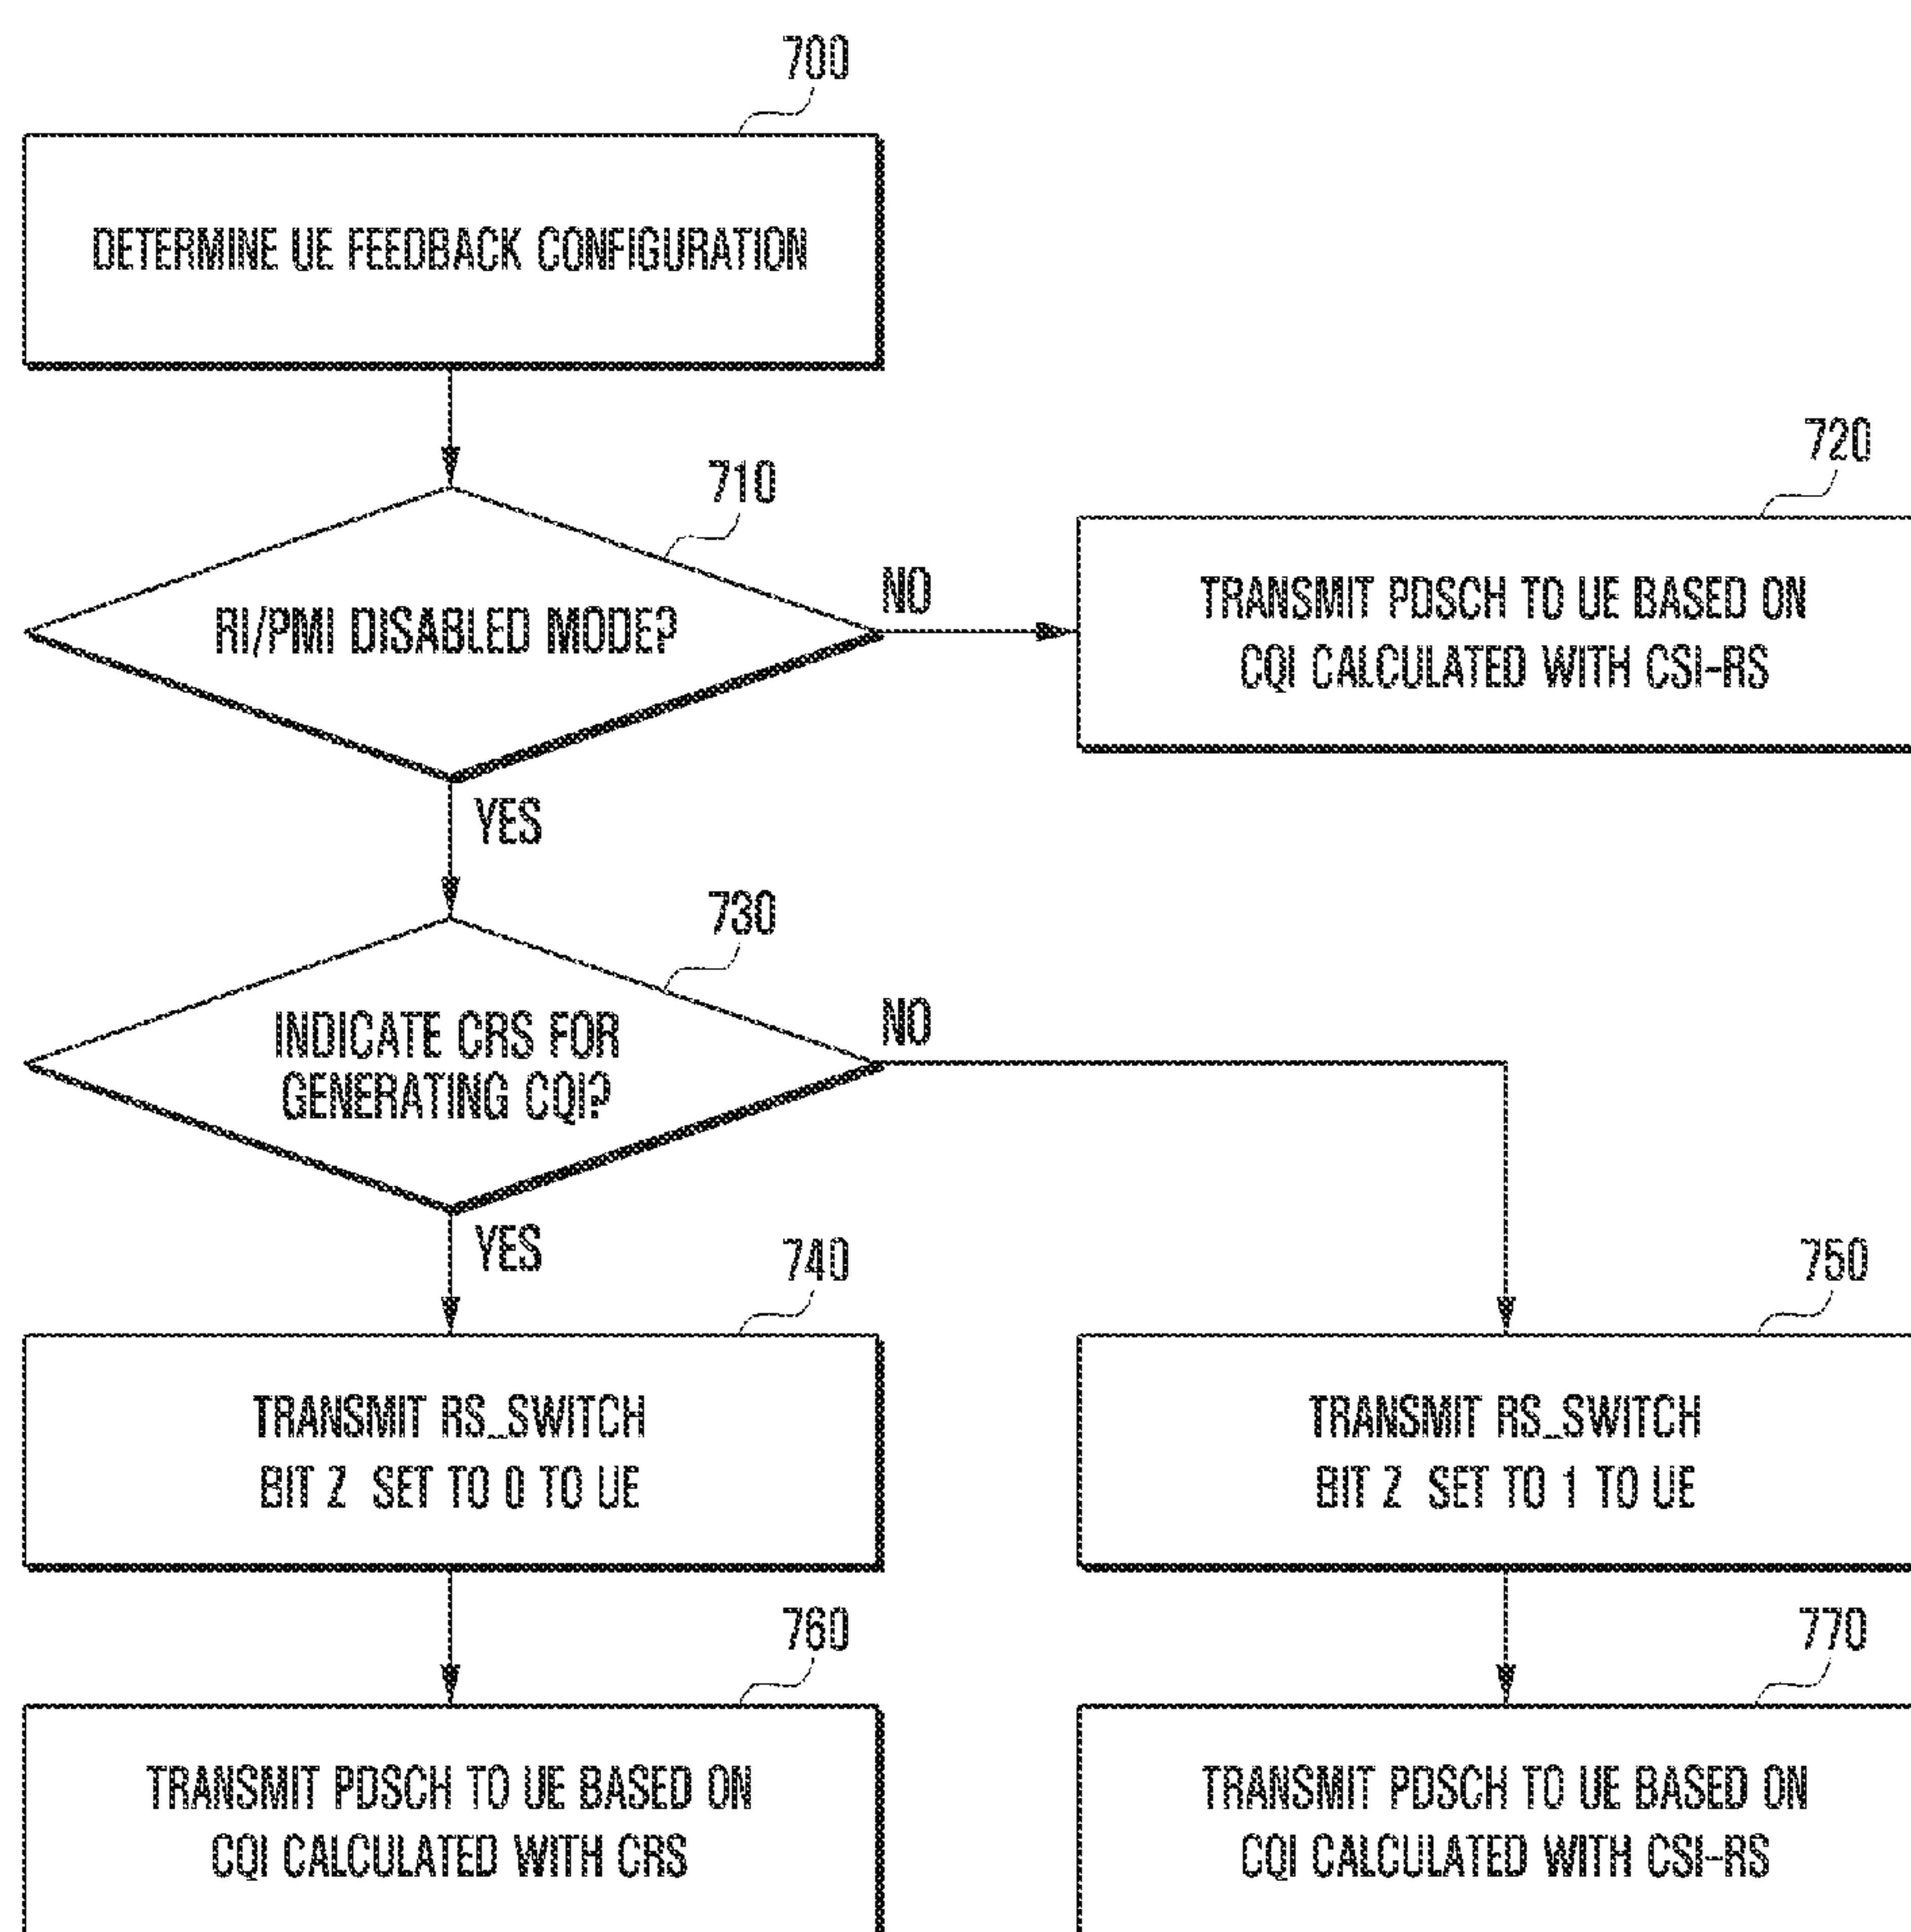 700
DETERMINE UE FEEDBACK CONFIGURATION
710
RI/PMI DISABLED MODE?
NO
720
TRANSMIT PDSCH TO UE BASED ON
CQI CALCULATED WITH CSI-RS
YES
730
INDICATE CRS FOR
GENERATING CQI?
NO
YES
740
TRANSMIT RS_SWITCH
BIT Z SET TO 0 TO UE
750
TRANSMIT RS_SWITCH
BIT Z SET TO 1 TO UE
760
TRANSMIT PDSCH TO UE BASED ON
CQI CALCULATED WITH CRS
770
TRANSMIT PDSCH TO UE BASED ON
CQI CALCULATED WITH CSI-RS